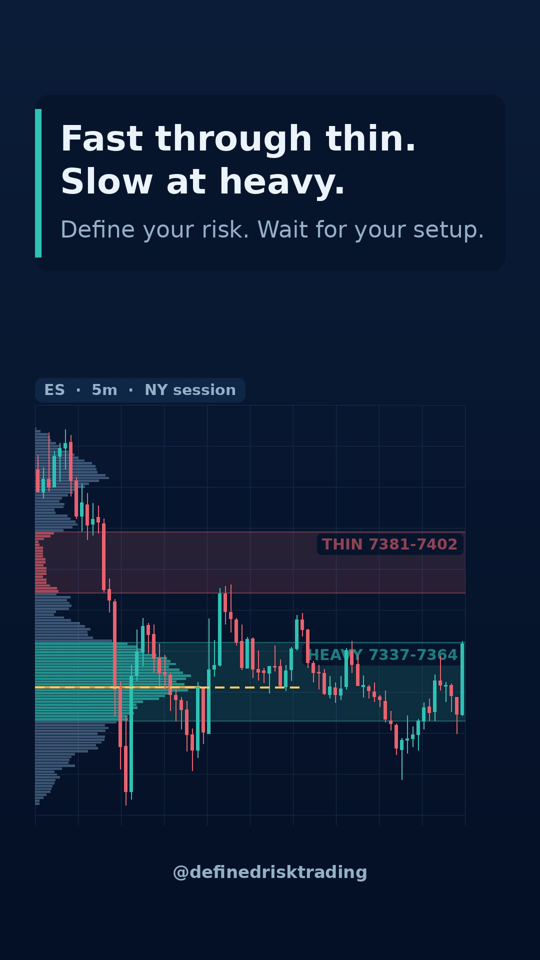 Fast through thin.
Slow at heavy.
Define your risk. Wait for your setup.
ES · 5m · NY session
THIN 7381-7402
HEAVY 7337-7364
@definedrisktrading